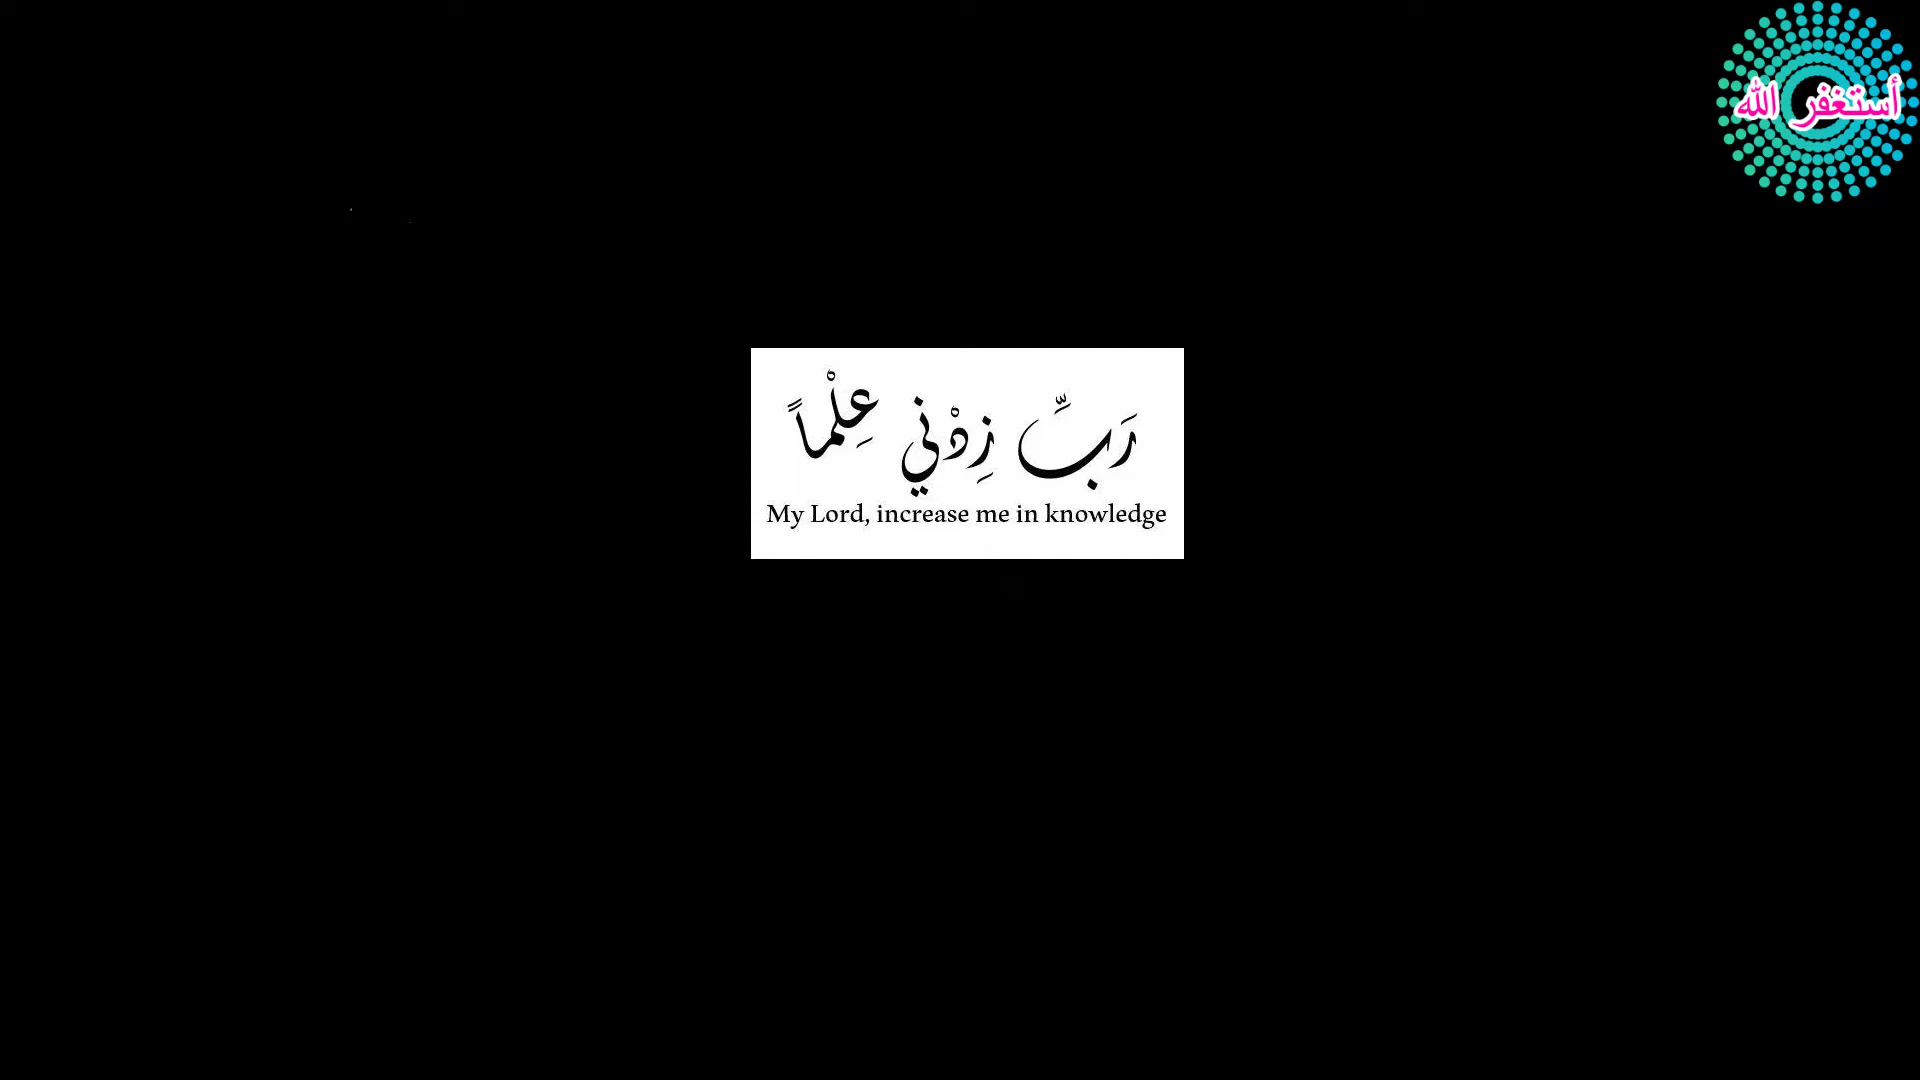 أستغفر الله
رَبِّ زِدْنِي عِلْماً
My Lord, increase me in knowledge